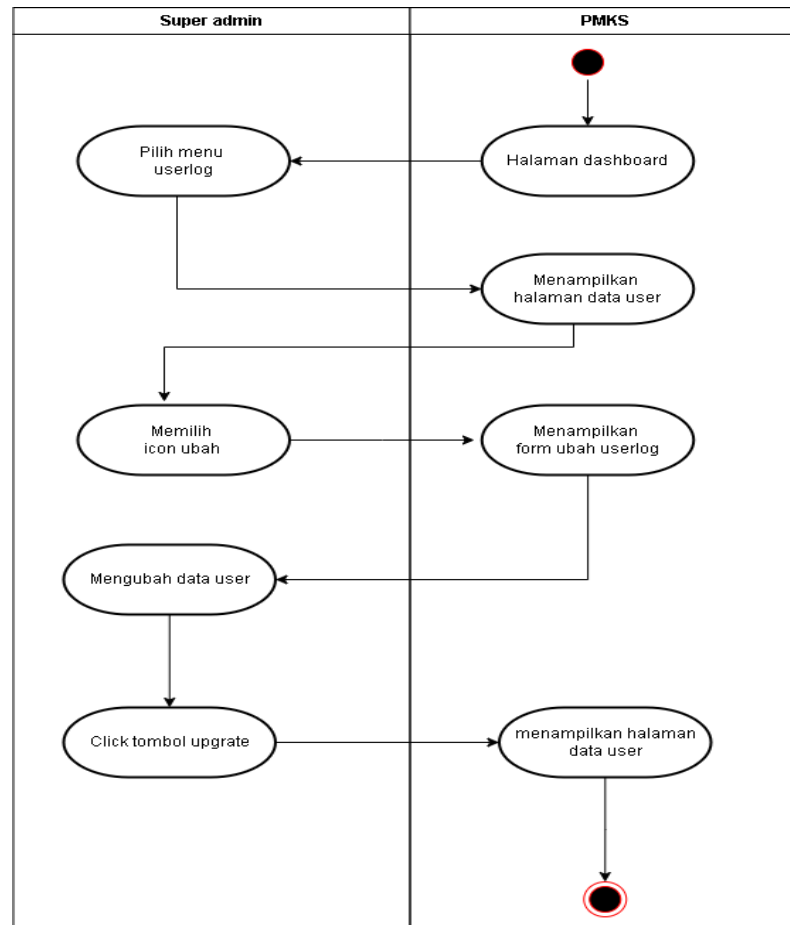 Super admin
PMKS
Halaman dashboard
Pilih menu
userlog
Menampilkan
halaman data user
Memilih
icon ubah
Menampilkan
form ubah userlog
Mengubah data user
Click tombol upgrate
menampilkan halaman
data user